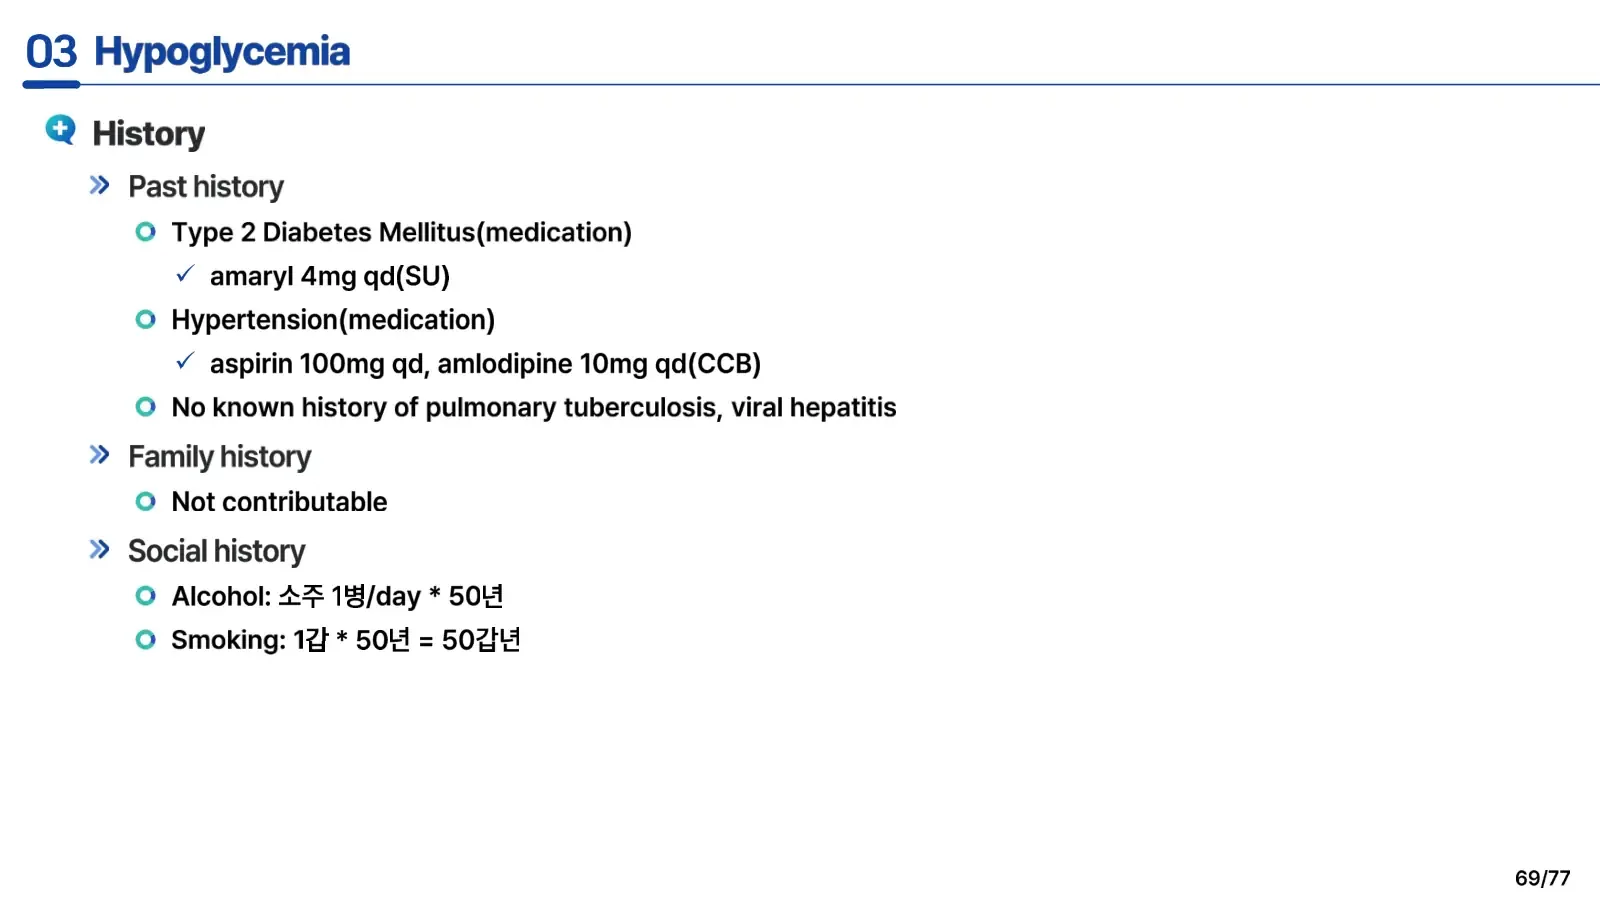 03 Hypoglycemia
History
Past history
Type 2 Diabetes Mellitus(medication)
amaryl 4mg qd(SU)
Hypertension(medication)
aspirin 100mg qd, amlodipine 10mg qd(CCB)
No known history of pulmonary tuberculosis, viral hepatitis
Family history
Not contributable
Social history
Alcohol: 소주 1병/day * 50년
Smoking: 1갑 * 50년 = 50갑년
69/77